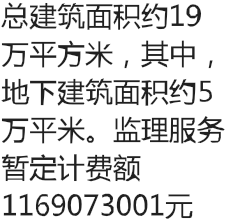 总建筑面积约19
万平方米，其中，
地下建筑面积约5
万平米。监理服务
暂定计费额
1169073001元